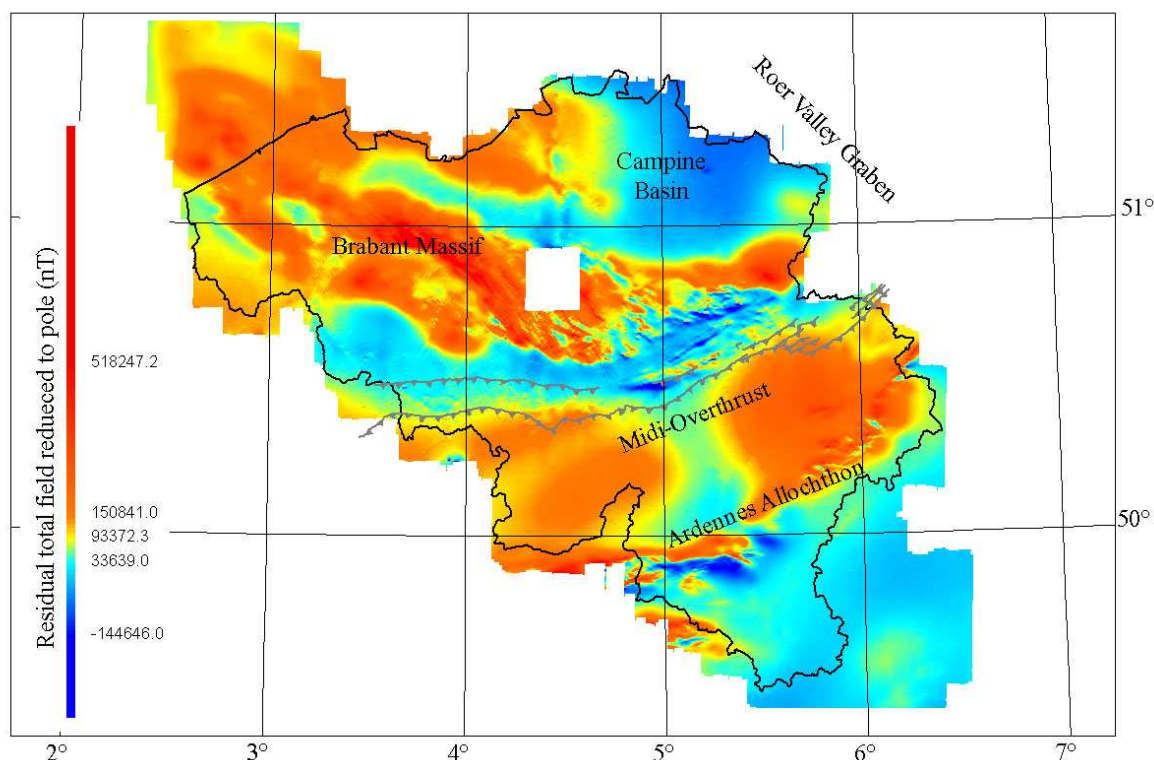 Roer Valley Graben
Campine
Basin
Brabant Massif
Midi-Overthrust
Ardennes Allochthon
Residual total field redueced to pole (nT)
518247.2
150841.0
93372.3
33639.0
-144646.0
51°
50°
2°
3°
4°
5°
6°
7°